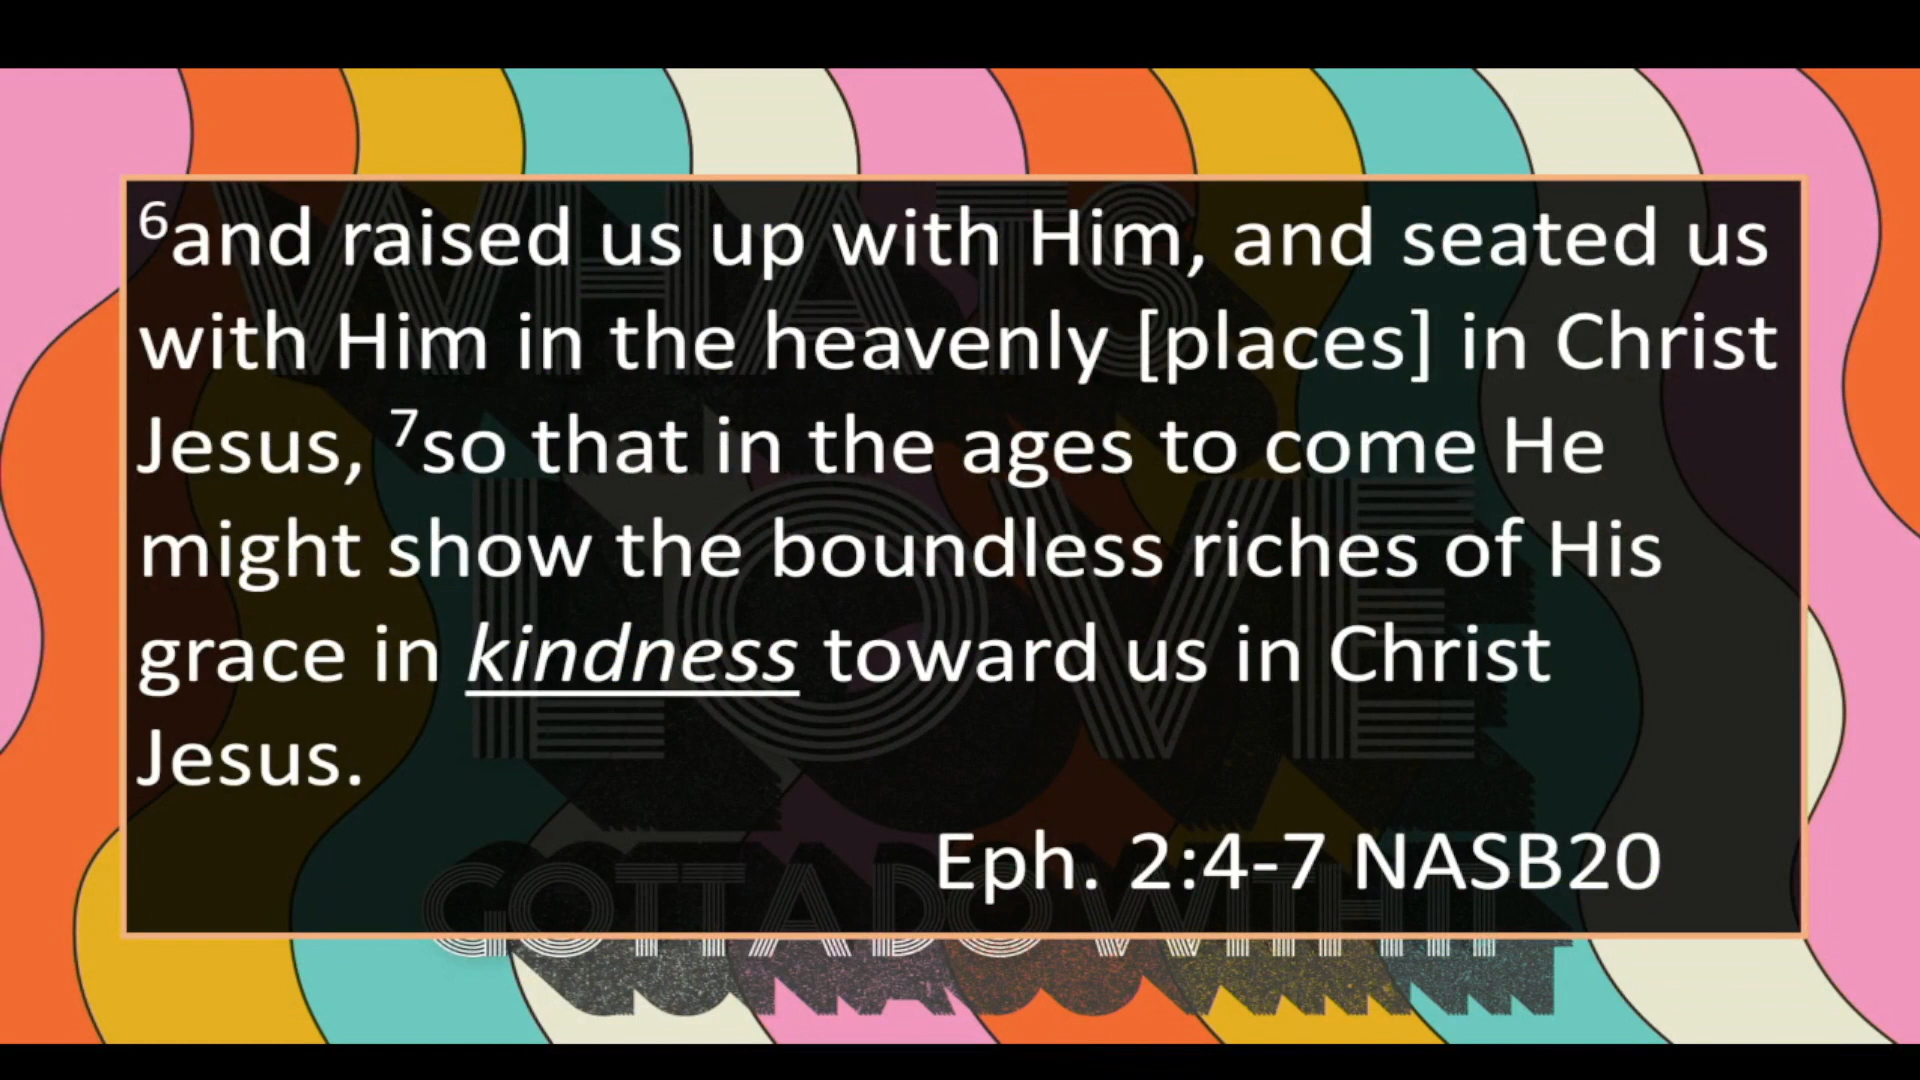 WHAT'S
LOVE
GOTTA DO WITH IT
⁶and raised us up with Him, and seated us
with Him in the heavenly [places] in Christ
Jesus, ⁷so that in the ages to come He
might show the boundless riches of His
grace in kindness toward us in Christ
Jesus.
Eph. 2:4-7 NASB20